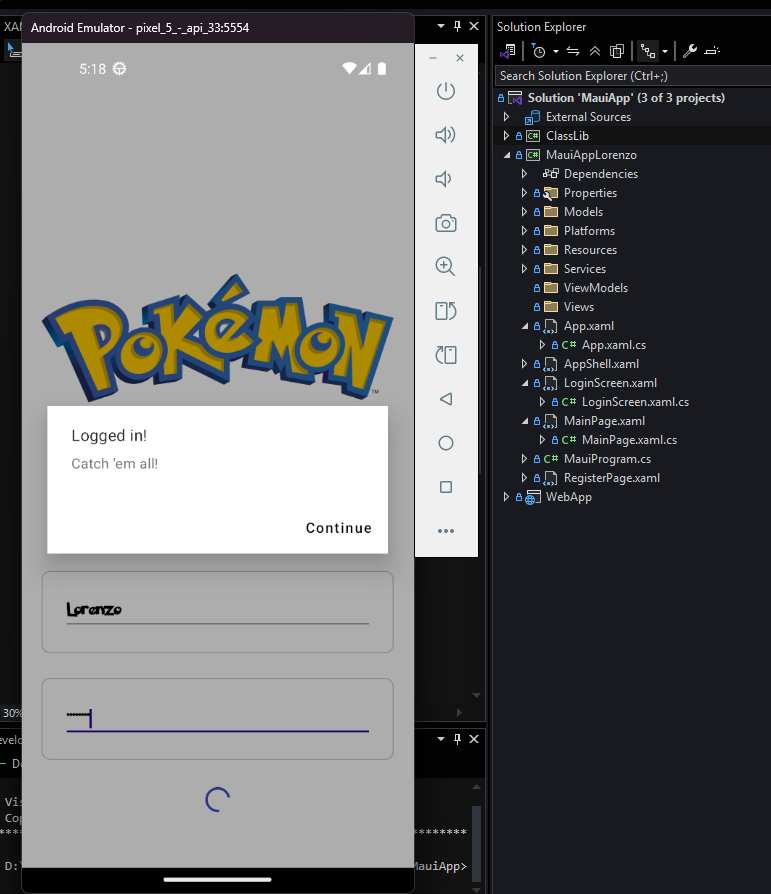 XA
Android Emulator - pixel_5_-_api_33:5554
5:18
POKéMON
TM
Logged in!
Catch 'em all!
Continue
Lorenzo
30%
evelo
Vis
Cop
**
********
D:\
MauiApp>
Solution Explorer
Search Solution Explorer (Ctrl+;)
Solution 'MauiApp' (3 of 3 projects)
External Sources
C# ClassLib
C# MauiAppLorenzo
Dependencies
Properties
Models
Platforms
Resources
Services
ViewModels
Views
App.xaml
C# App.xaml.cs
AppShell.xaml
LoginScreen.xaml
C# LoginScreen.xaml.cs
MainPage.xaml
C# MainPage.xaml.cs
C# MauiProgram.cs
RegisterPage.xaml
WebApp